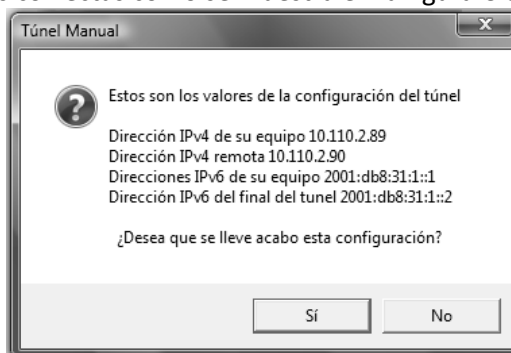 Túnel Manual
Estos son los valores de la configuración del túnel
Dirección IPv4 de su equipo 10.110.2.89
Dirección IPv4 remota 10.110.2.90
Direcciones IPv6 de su equipo 2001:db8:31:1::1
Dirección IPv6 del final del tunel 2001:db8:31:1::2
¿Desea que se lleve acabo esta configuración?
Sí
No